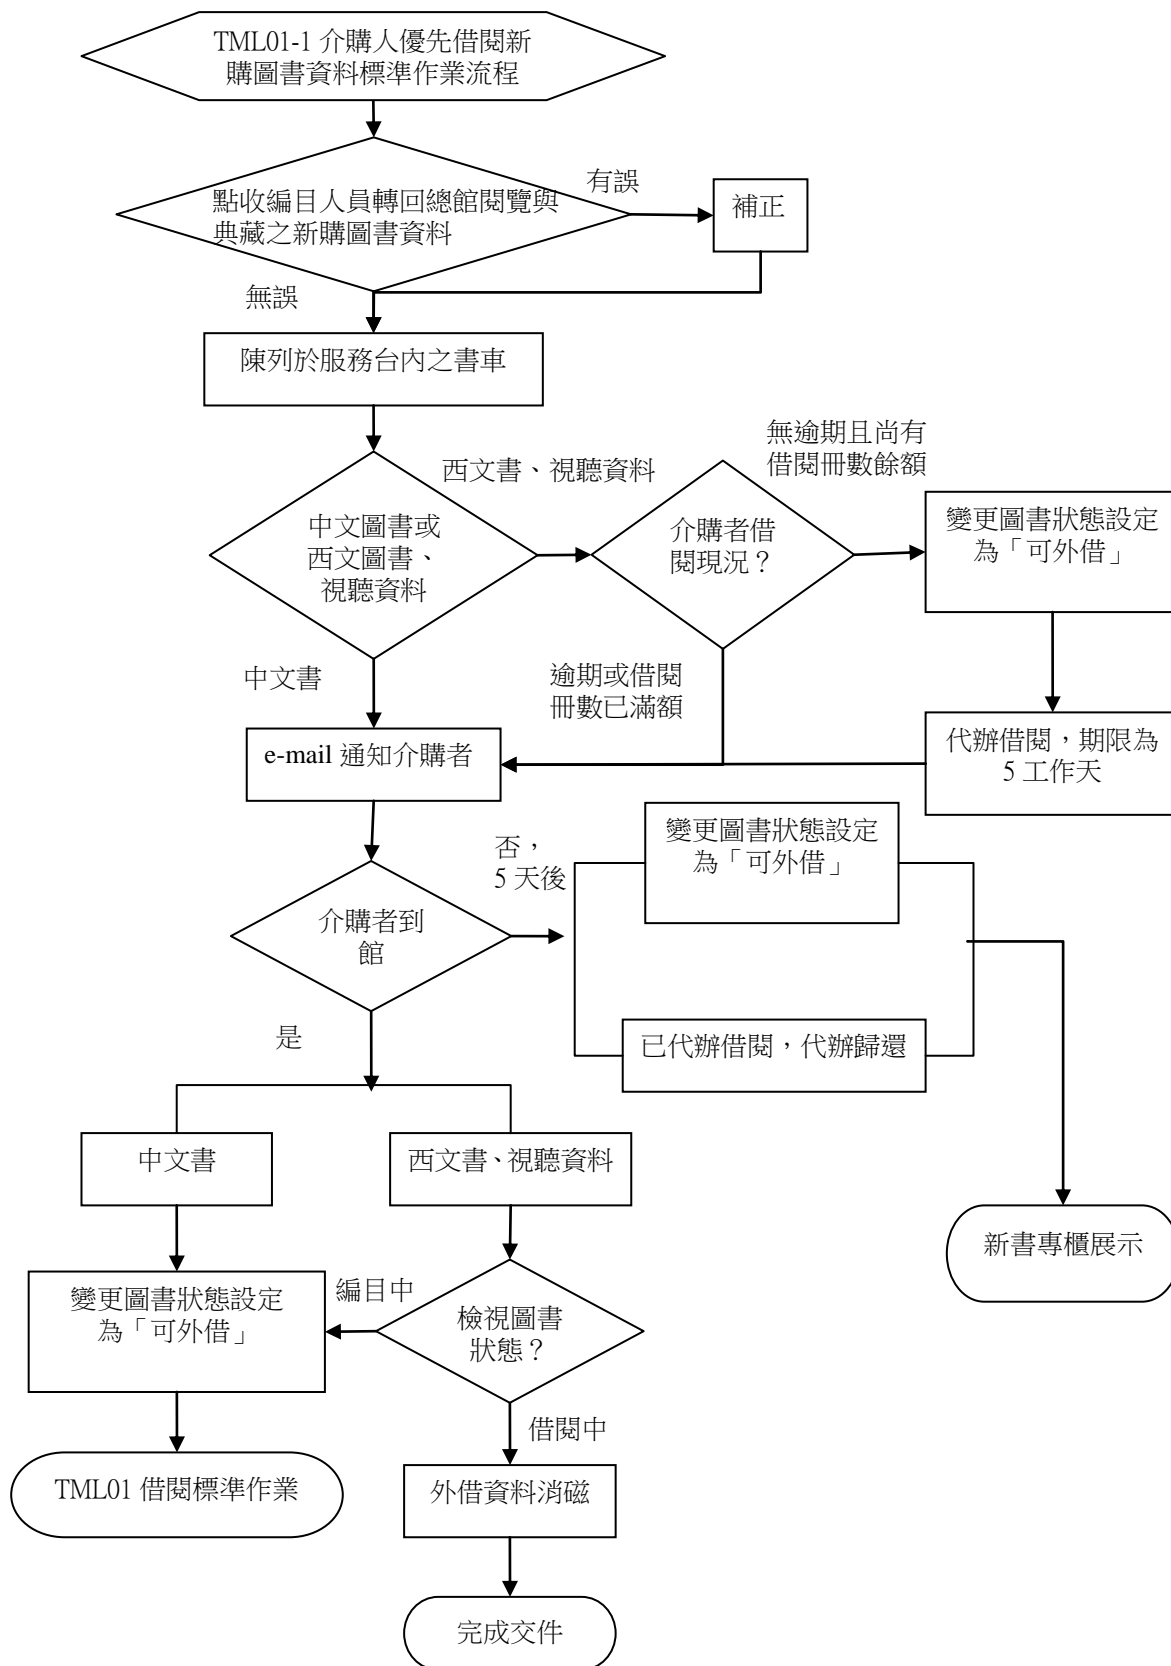 TML01-1 介購人優先借閱新
購圖書資料標準作業流程
點收編目人員轉回總館閱覽與
典藏之新購圖書資料
有誤
補正
無誤
陳列於服務台內之書車
西文書、視聽資料
無逾期且尚有
借閱冊數餘額
中文圖書或
西文圖書、
視聽資料
介購者借
閱現況?
變更圖書狀態設定
為「可外借」
中文書
逾期或借閱
冊數已滿額
e-mail 通知介購者
代辦借閱,期限為
5 工作天
否,
5 天後
變更圖書狀態設定
為「可外借」
介購者到
館
是
已代辦借閱,代辦歸還
中文書
西文書、視聽資料
新書專櫃展示
變更圖書狀態設定
為「可外借」
編目中
檢視圖書
狀態?
借閱中
TML01 借閱標準作業
外借資料消磁
完成交件